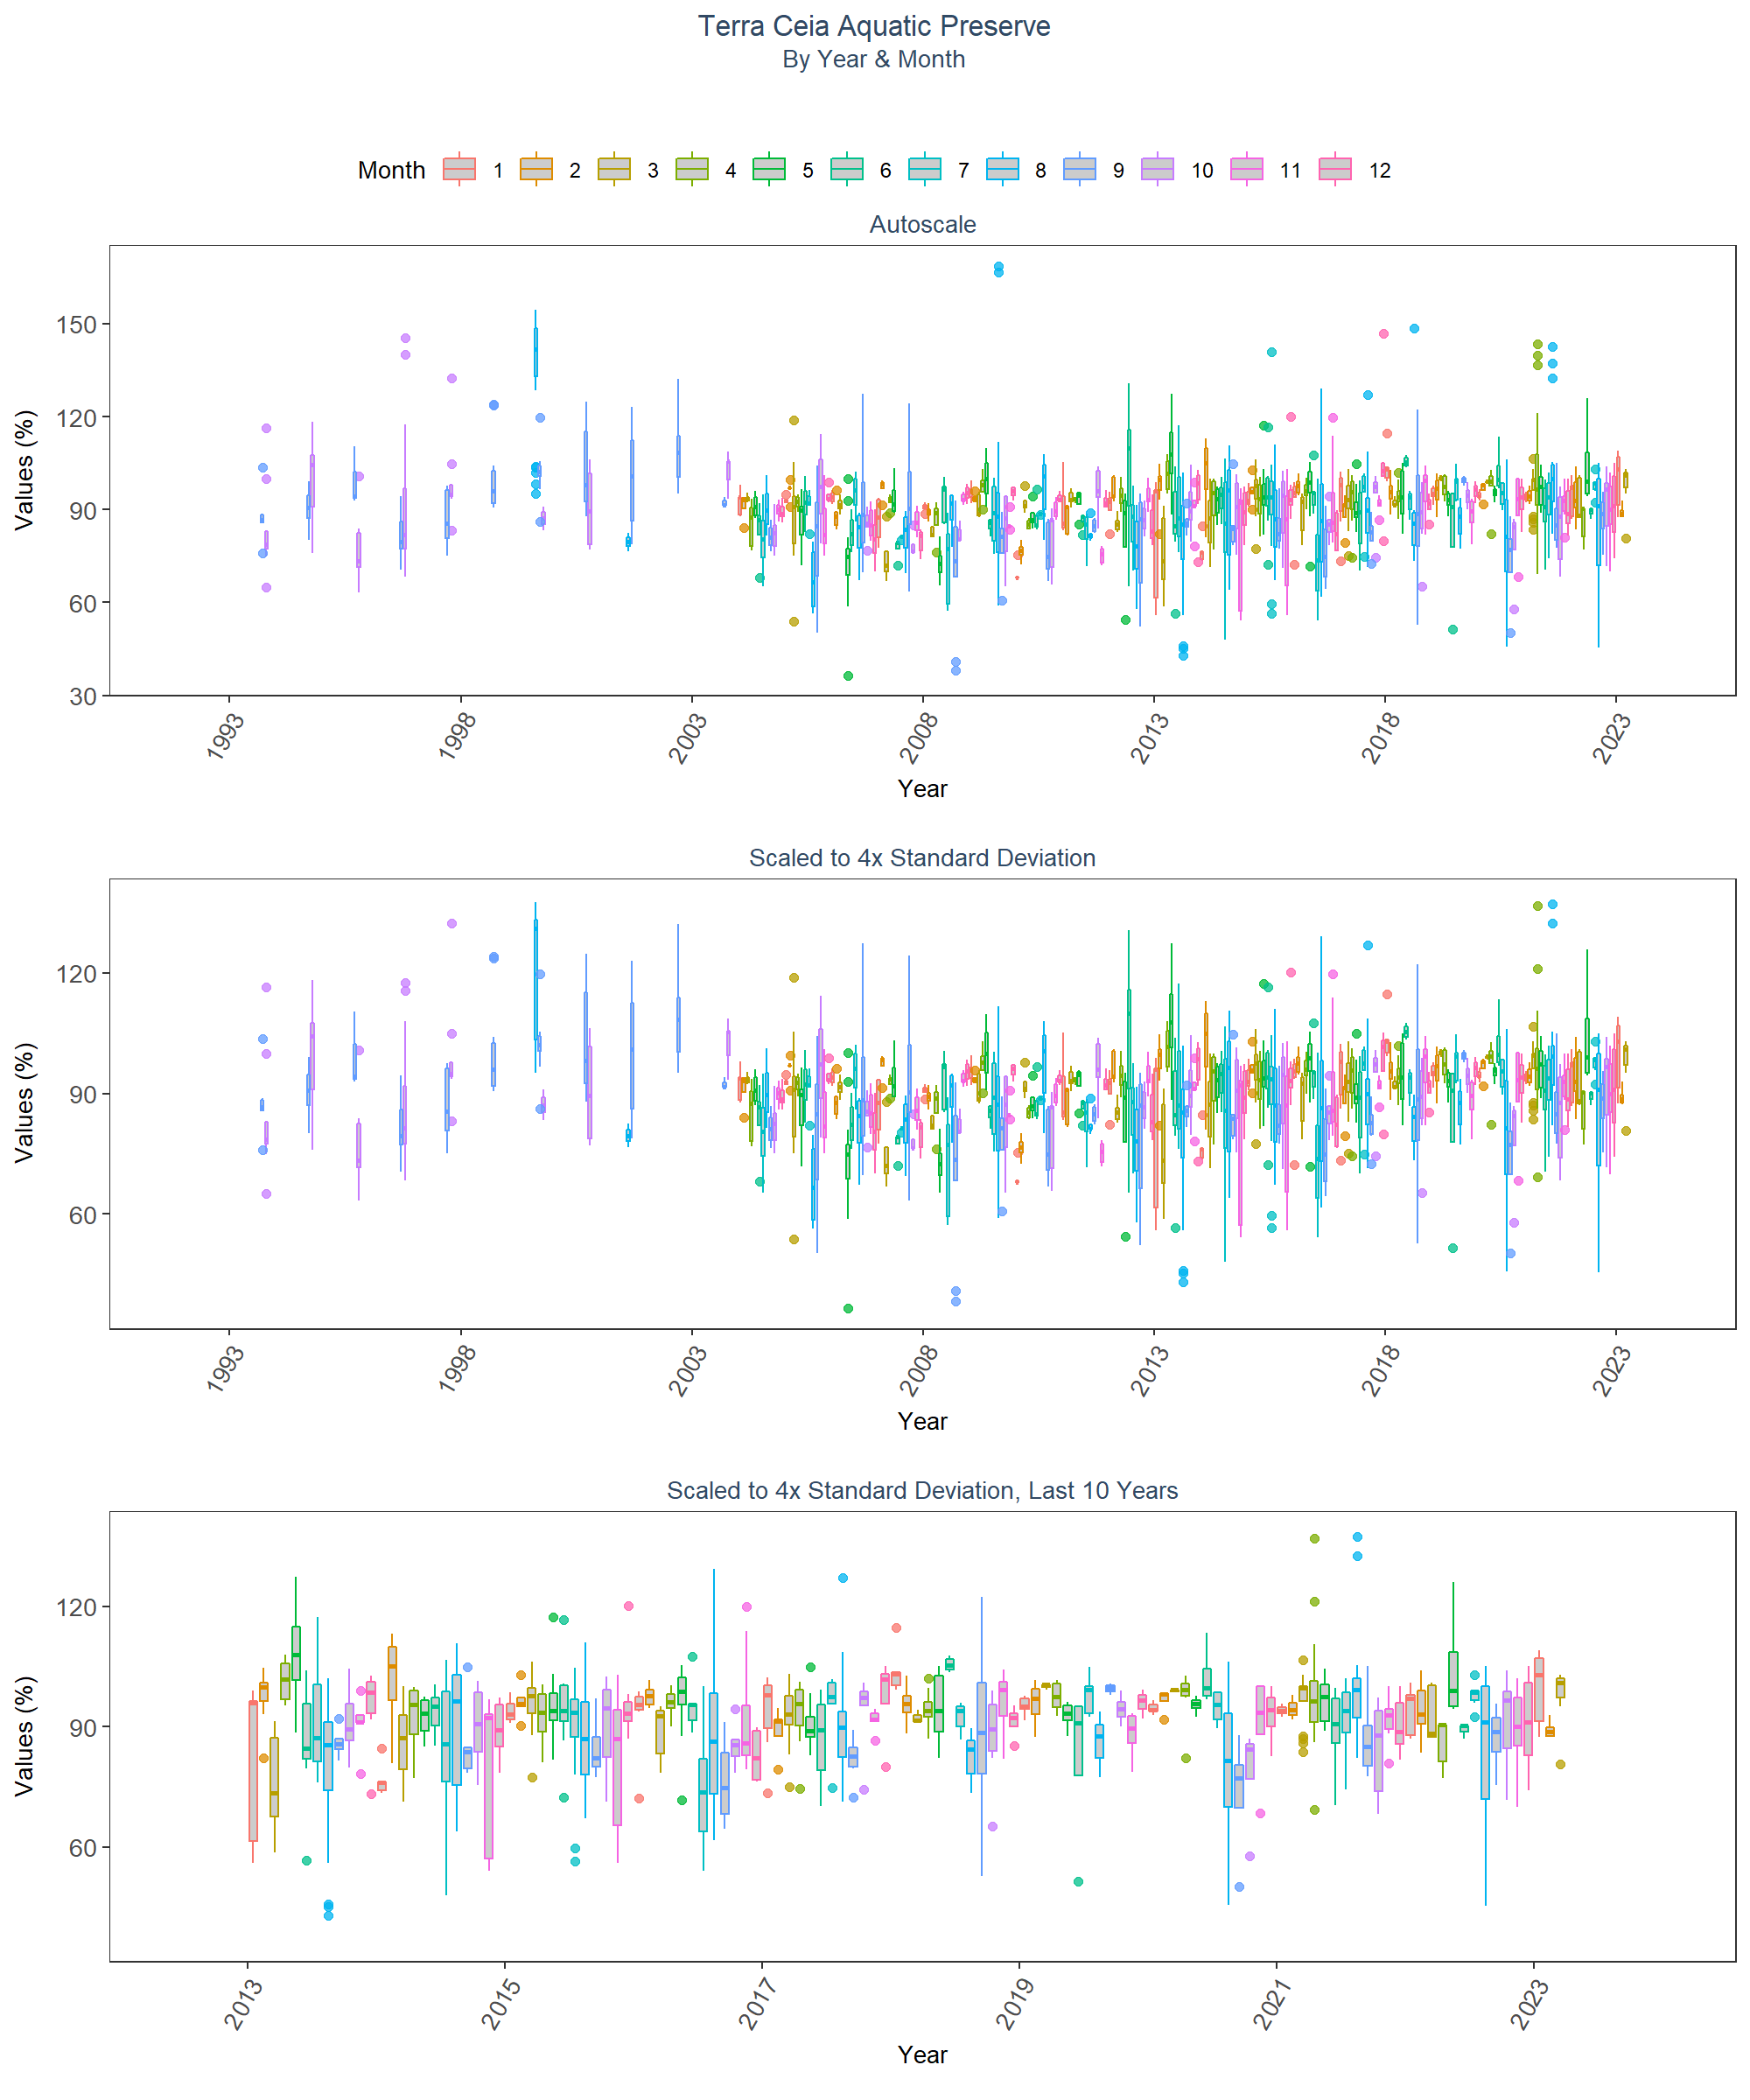 Terra Ceia Aquatic Preserve
By Year & Month
Month 1 2 3 4 5 6 7 8 9 10 11 12
Autoscale
Values (%)
150
120
90
60
30
1993 1998 2003 2008 2013 2018 2023
Year
Scaled to 4x Standard Deviation
Values (%)
120
90
60
1993 1998 2003 2008 2013 2018 2023
Year
Scaled to 4x Standard Deviation, Last 10 Years
Values (%)
120
90
60
2013 2015 2017 2019 2021 2023
Year